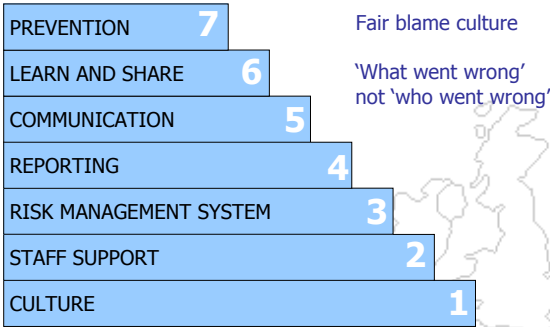 PREVENTION 7
LEARN AND SHARE 6
COMMUNICATION 5
REPORTING 4
RISK MANAGEMENT SYSTEM 3
STAFF SUPPORT 2
CULTURE 1
Fair blame culture
‘What went wrong’
not ‘who went wrong’